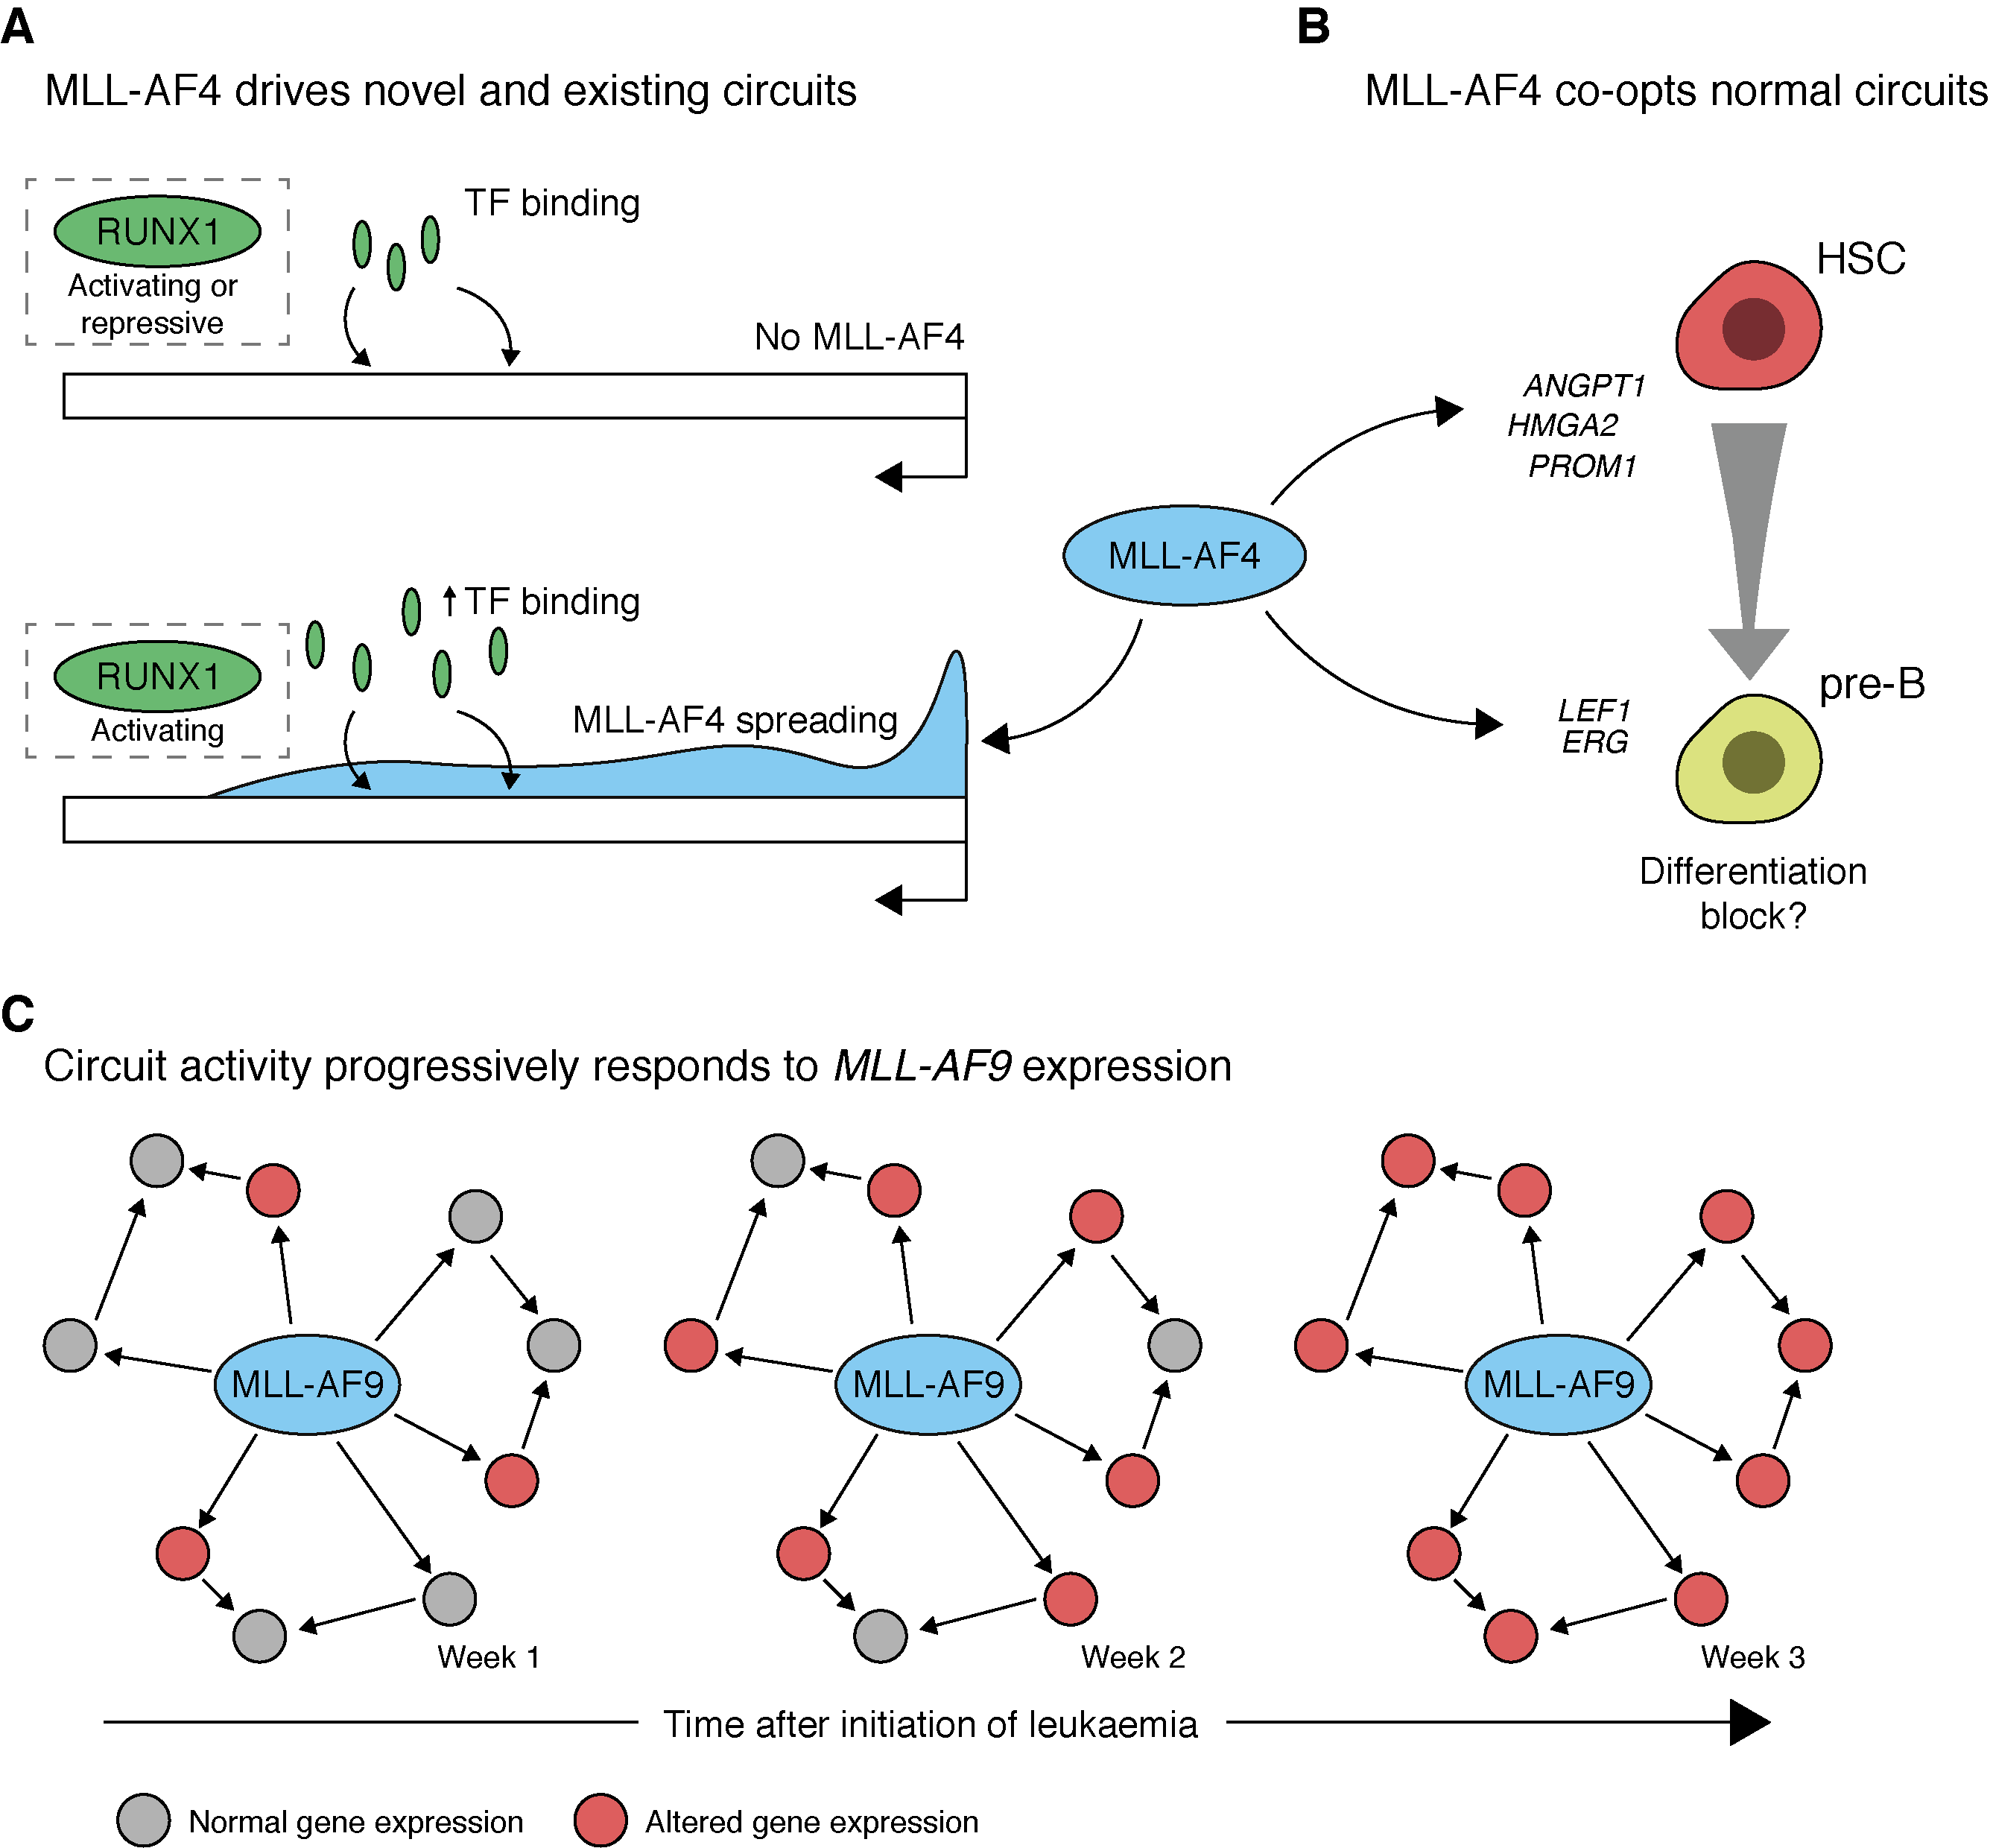 A
MLL-AF4 drives novel and existing circuits
RUNX1
Activating or
repressive
TF binding
No MLL-AF4
RUNX1
Activating
TF binding
MLL-AF4 spreading
B
MLL-AF4 co-opts normal circuits
MLL-AF4
HSC
ANGPT1
HMGA2
PROM1
pre-B
LEF1
ERG
Differentiation
block?
C
Circuit activity progressively responds to MLL-AF9 expression
MLL-AF9
Week 1
MLL-AF9
Week 2
MLL-AF9
Week 3
Time after initiation of leukaemia
Normal gene expression
Altered gene expression